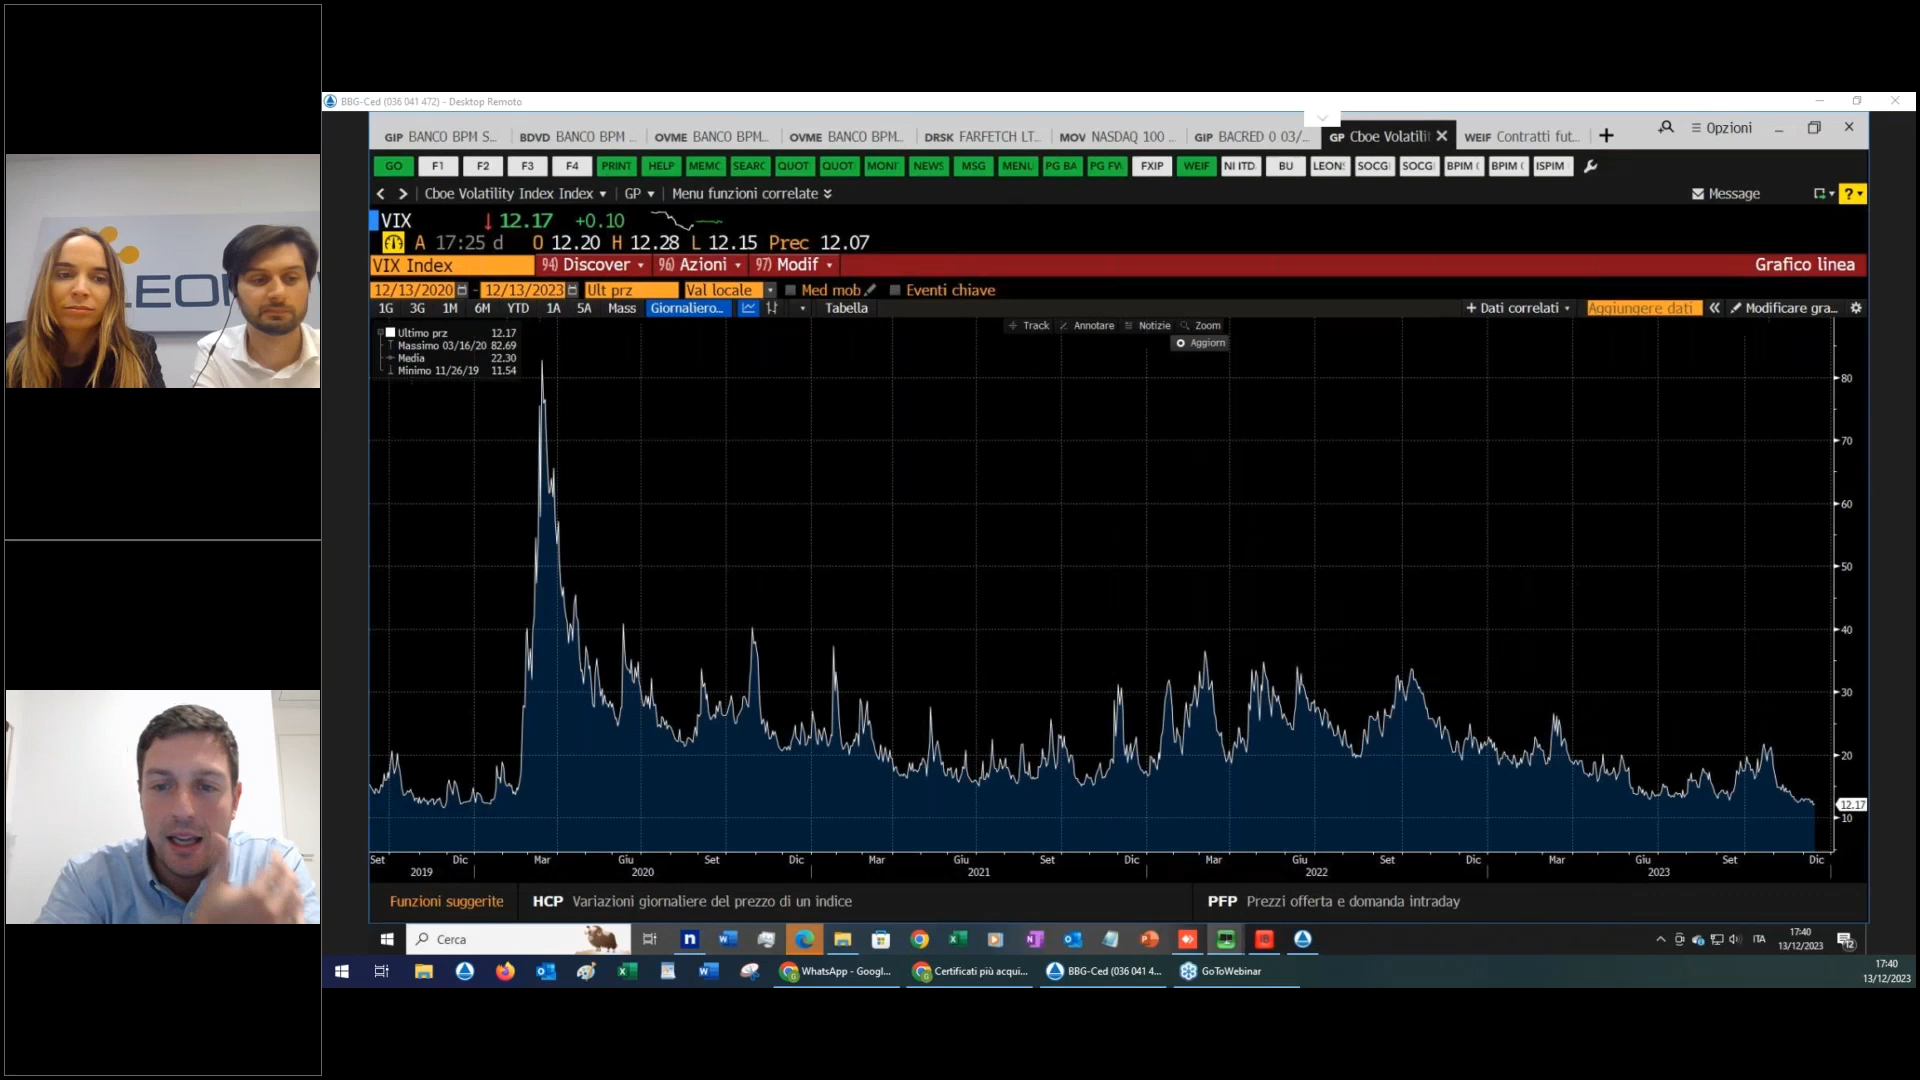 LEON
BBG-Ced (036 041 472) - Desktop Remoto
GIP BANCO BPM S... BDVD BANCO BPM ... OVME BANCO BPM... OVME BANCO BPM... DRSK FARFETCH LT... MOV NASDAQ 100 ... GIP BACRED 0 03/... GP Cboe Volatili WEIF Contratti fut... Opzioni
GO F1 F2 F3 F4 PRINT HELP MEMC SEARC QUOT QUOT MONI NEWS MSG MENU PG BA PG FW FXIP WEIF NI ITD BU LEON SOCG SOCG BPIM ( BPIM ( ISPIM
Cboe Volatility Index Index GP Menu funzioni correlate Message ?
VIX 12.17 +0.10
A 17:25 d O 12.20 H 12.28 L 12.15 Prec 12.07
VIX Index 94) Discover 96) Azioni 97) Modif Grafico linea
12/13/2020 - 12/13/2023 Ult prz Val locale Med mob Eventi chiave
1G 3G 1M 6M YTD 1A 5A Mass Giornaliero... Tabella + Dati correlati Aggiungere dati « Modificare gra...
Track Annotare Notizie Zoom
Aggiorn
Ultimo prz 12.17
Massimo 03/16/20 82.69
Media 22.30
Minimo 11/26/19 11.54
80
70
60
50
40
30
20
12.17
10
Set Dic Mar Giu Set Dic Mar Giu Set Dic Mar Giu Set Dic Mar Giu Set Dic
2019 2020 2021 2022 2023
Funzioni suggerite HCP Variazioni giornaliere del prezzo di un indice PFP Prezzi offerta e domanda intraday
Cerca ITA 17:40
13/12/2023 12
WhatsApp - Googl... Certificati più acqui... BBG-Ced (036 041 4... GoToWebinar 17:40
13/12/2023